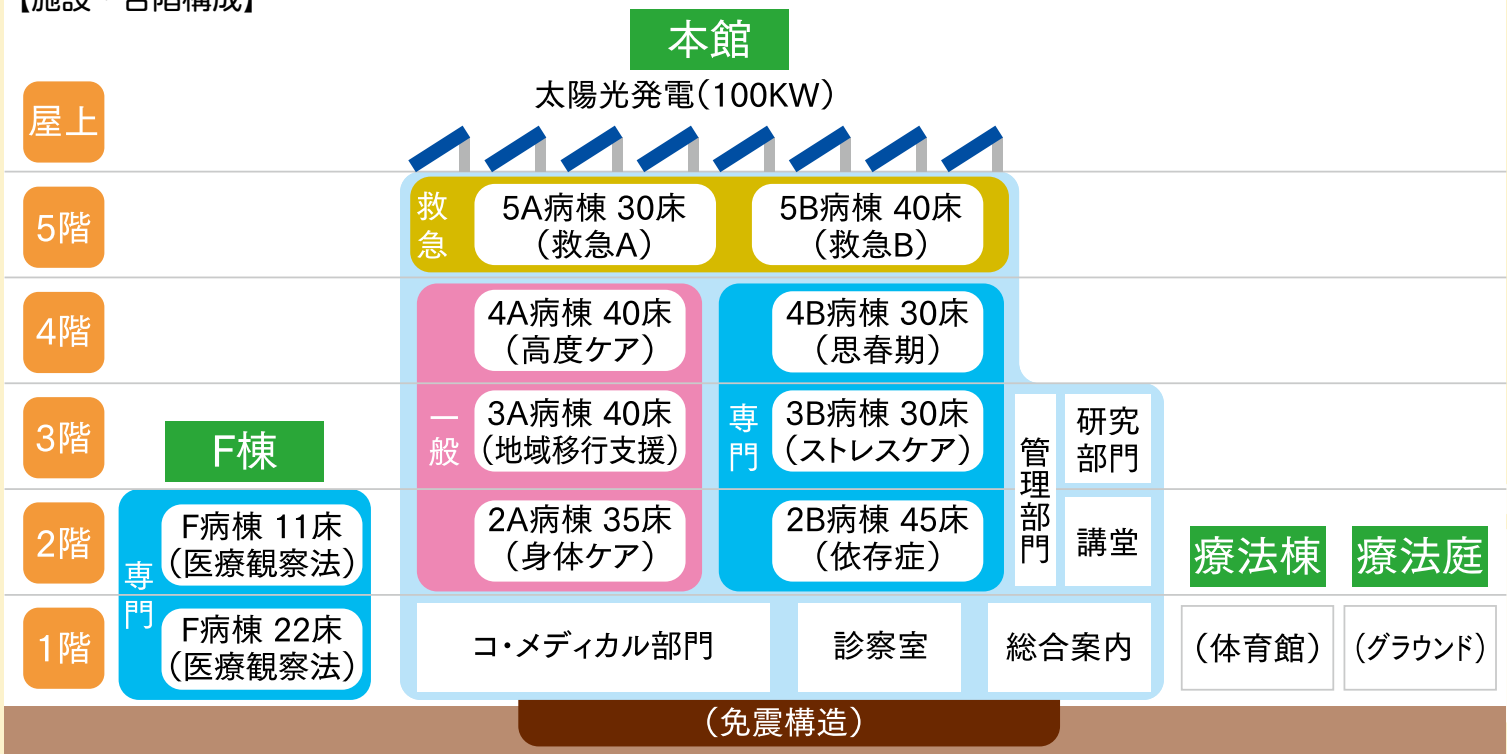 【施設・各階構成】
本館
太陽光発電（100KW）
屋上
5階
救急
5A病棟 30床
（救急A）
5B病棟 40床
（救急B）
4階
4A病棟 40床
（高度ケア）
4B病棟 30床
（思春期）
3階
一般
3A病棟 40床
（地域移行支援）
専門
3B病棟 30床
（ストレスケア）
管理部門
研究
部門
F棟
2階
専門
F病棟 11床
（医療観察法）
2A病棟 35床
（身体ケア）
2B病棟 45床
（依存症）
講堂
療法棟
療法庭
1階
F病棟 22床
（医療観察法）
コ・メディカル部門
診察室
総合案内
（体育館）
（グラウンド）
（免震構造）